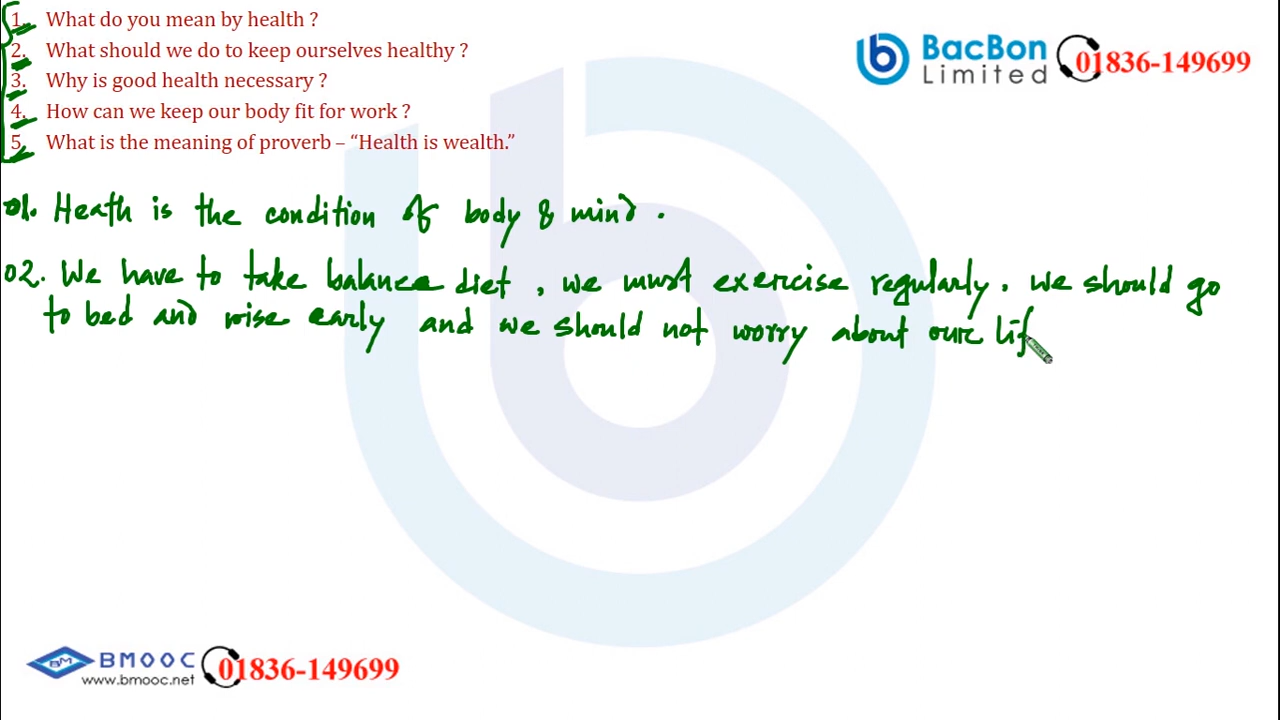 1. What do you mean by health ?
2. What should we do to keep ourselves healthy ?
3. Why is good health necessary ?
4. How can we keep our body fit for work ?
5. What is the meaning of proverb – “Health is wealth.”
BacBon
Limited
01836-149699
01. Heath is the condition of body & mind .
02. We have to take balance diet , we must exercise regularly. we should go
to bed and rise early and we should not worry about our lif
BM BMOOC
www.bmooc.net
01836-149699